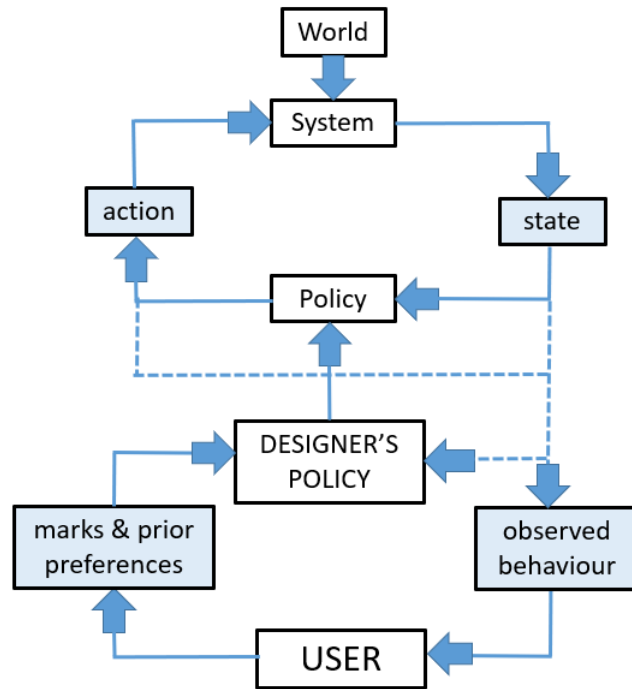 World
System
action
state
Policy
DESIGNER'S
POLICY
marks & prior
preferences
observed
behaviour
USER